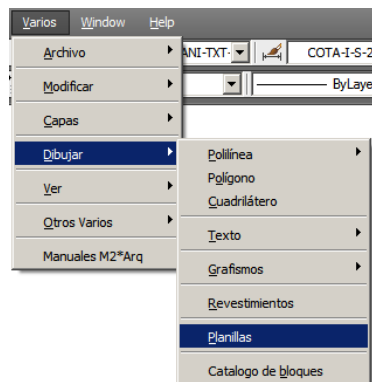 Varios Window Help
Archivo ANI-TXT- COTA-I-S-2
Modificar ByLaye
Capas
Dibujar Polilínea
Polígono
Ver Cuadrilátero
Otros Varios Texto
Manuales M2*Arq Grafismos
Revestimientos
Planillas
Catalogo de bloques